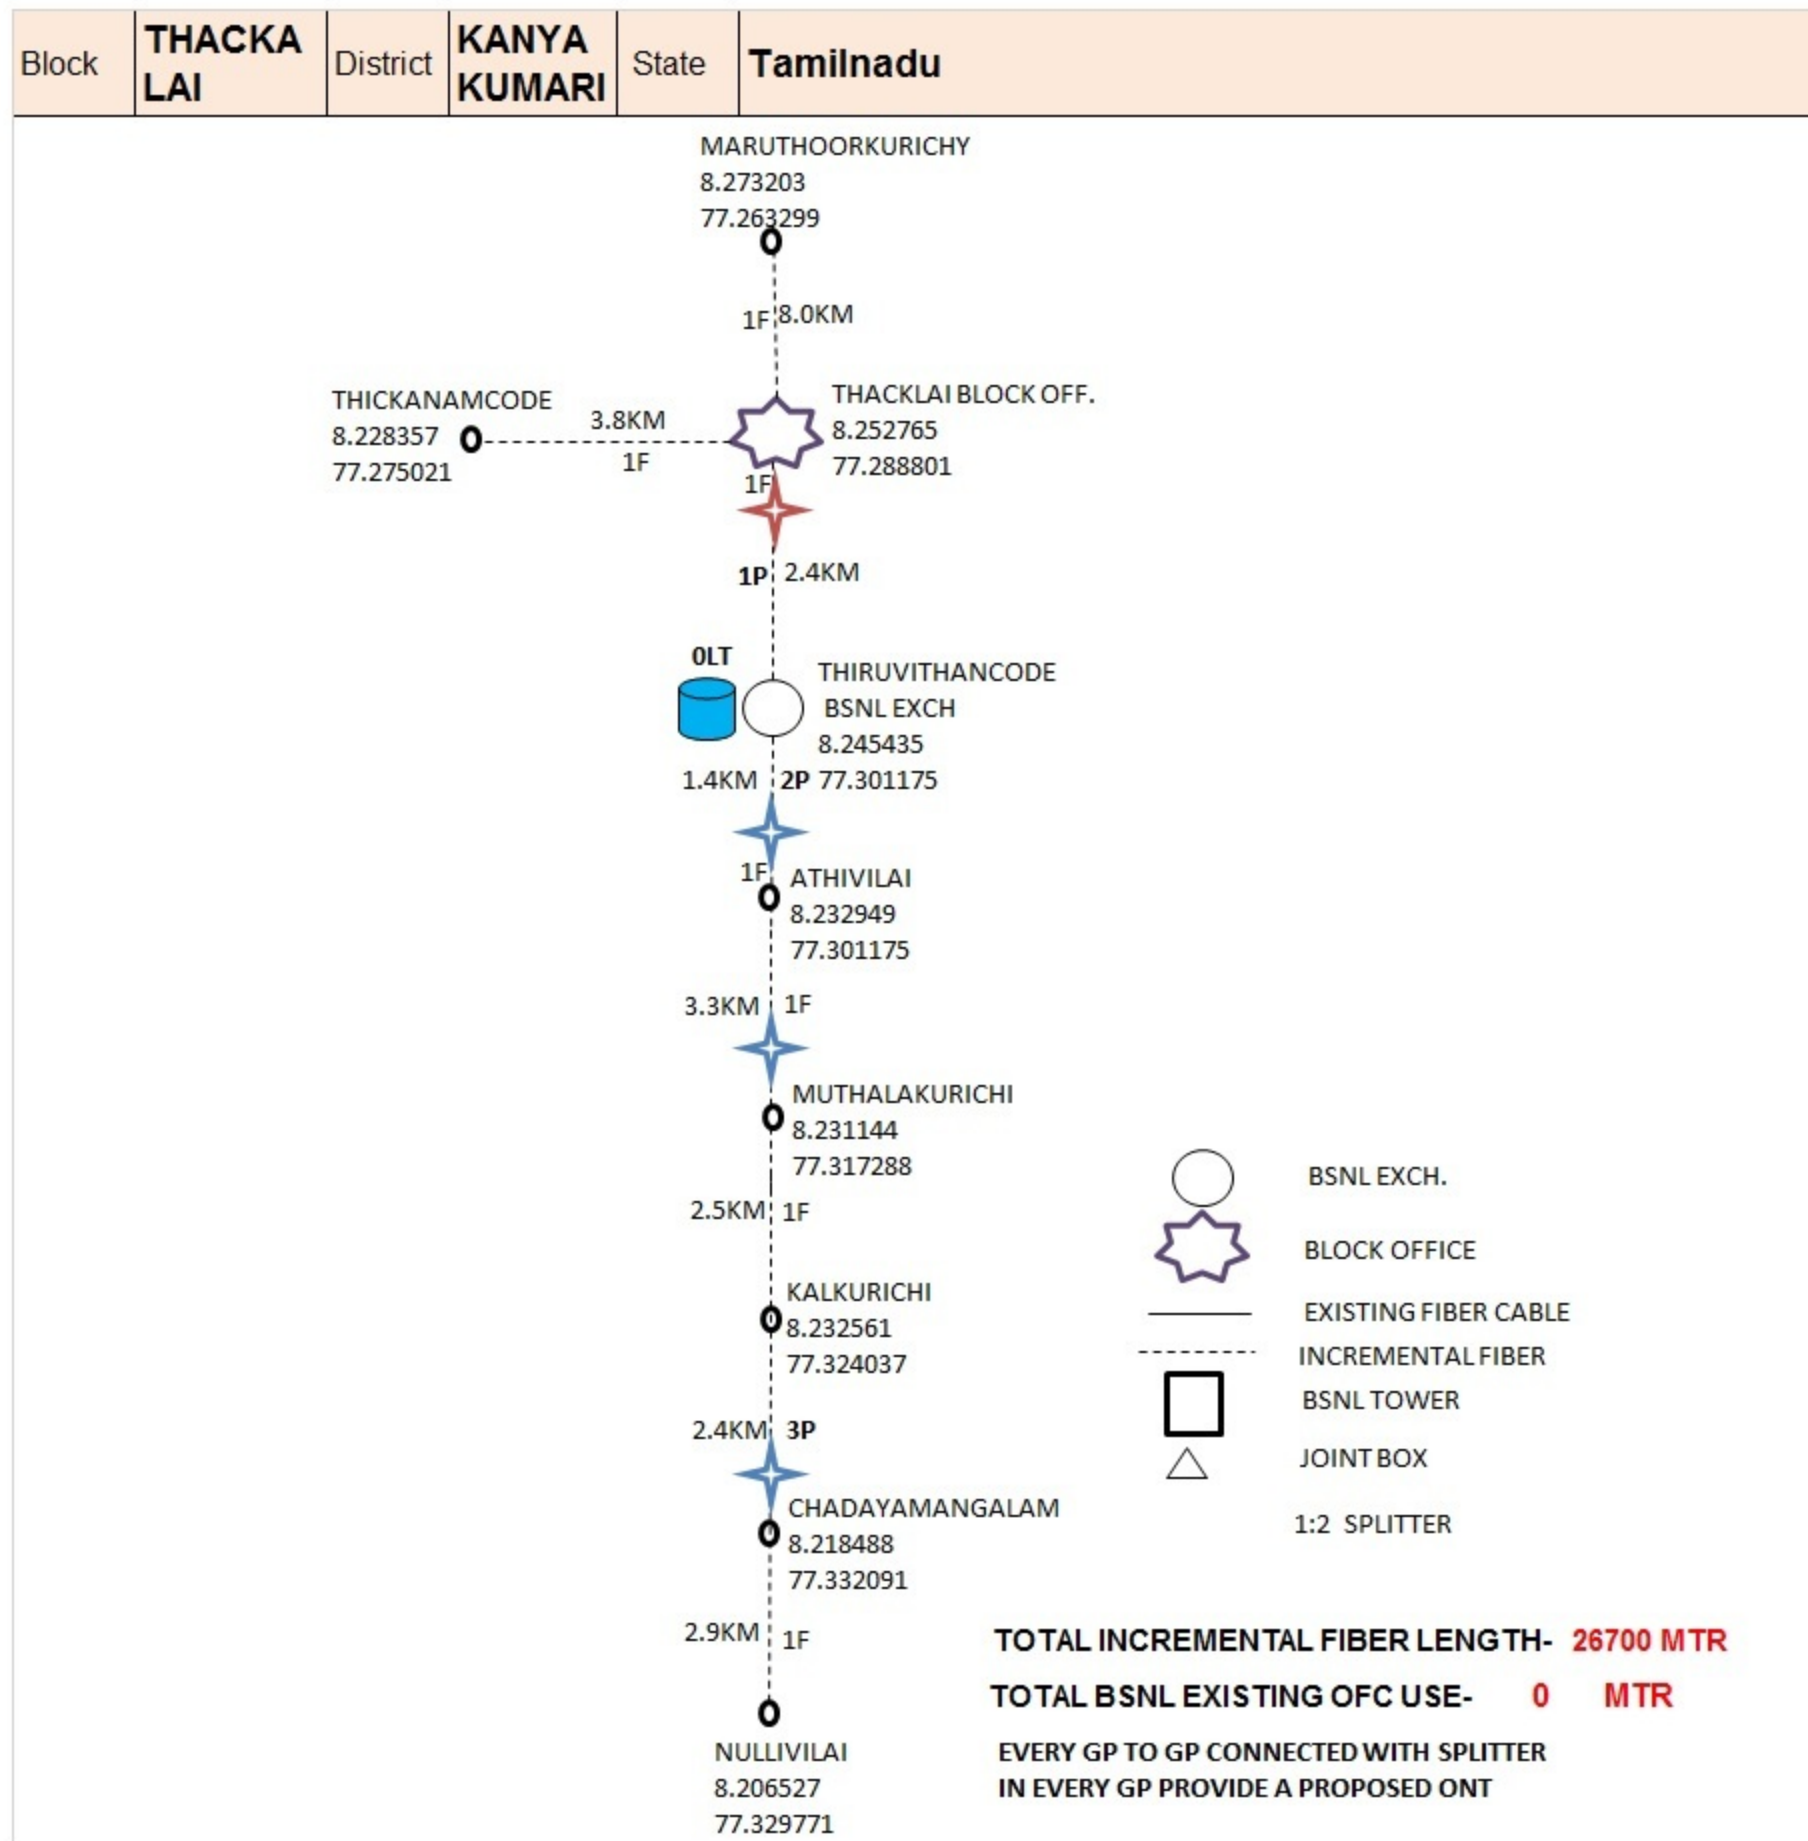 Block
THACKA
LAI
District
KANYA
KUMARI
State
Tamilnadu
MARUTHOORKURICHY
8.273203
77.263299
1F 8.0KM
THICKANAMCODE
8.228357
77.275021
3.8KM
1F
THACKLAI BLOCK OFF.
8.252765
77.288801
1F
1P 2.4KM
0LT
THIRUVITHANCODE
BSNL EXCH
8.245435
77.301175
1.4KM 2P
1F
ATHIVILAI
8.232949
77.301175
3.3KM 1F
MUTHALAKURICHI
8.231144
77.317288
2.5KM 1F
KALKURICHI
8.232561
77.324037
2.4KM 3P
CHADAYAMANGALAM
8.218488
77.332091
2.9KM 1F
NULLIVILAI
8.206527
77.329771
BSNL EXCH.
BLOCK OFFICE
EXISTING FIBER CABLE
INCREMENTAL FIBER
BSNL TOWER
JOINT BOX
1:2 SPLITTER
TOTAL INCREMENTAL FIBER LENGTH- 26700 MTR
TOTAL BSNL EXISTING OFC USE- 0 MTR
EVERY GP TO GP CONNECTED WITH SPLITTER
IN EVERY GP PROVIDE A PROPOSED ONT